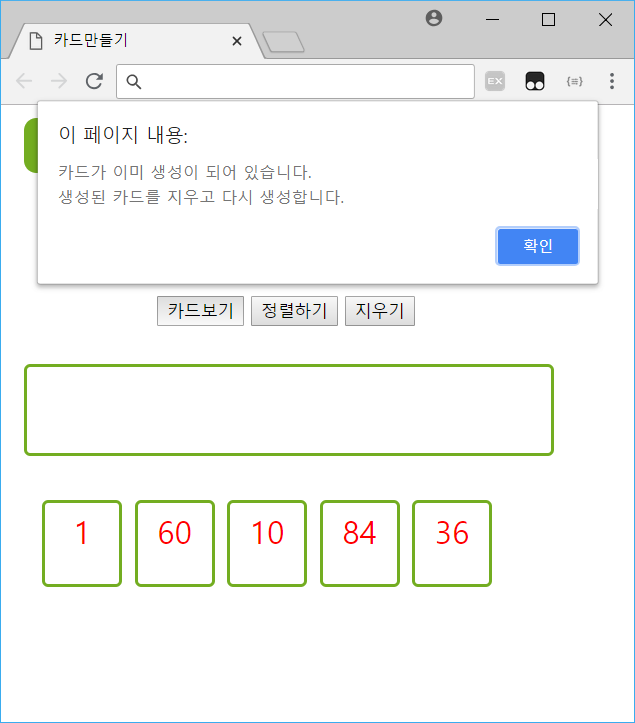 카드만들기
EX
{≡}
이 페이지 내용:
카드가 이미 생성이 되어 있습니다.
생성된 카드를 지우고 다시 생성합니다.
확인
카드보기 정렬하기 지우기
1 60 10 84 36